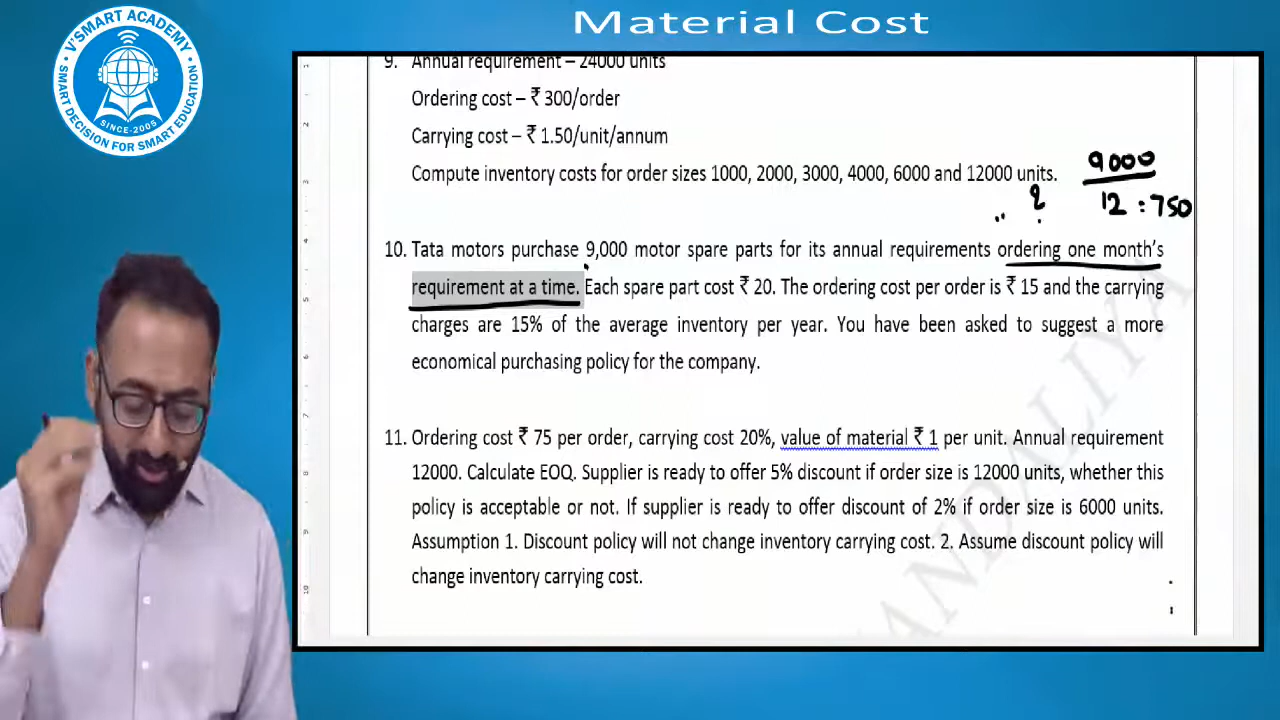 Material Cost
V'SMART ACADEMY
SINCE-2005
SMART DECISION FOR SMART EDUCATION
9. Annual requirement – 24000 units
Ordering cost – ₹ 300/order
Carrying cost – ₹ 1.50/unit/annum
Compute inventory costs for order sizes 1000, 2000, 3000, 4000, 6000 and 12000 units.
9000
12 : 750
?
10. Tata motors purchase 9,000 motor spare parts for its annual requirements ordering one month's
requirement at a time. Each spare part cost ₹ 20. The ordering cost per order is ₹ 15 and the carrying
charges are 15% of the average inventory per year. You have been asked to suggest a more
economical purchasing policy for the company.
11. Ordering cost ₹ 75 per order, carrying cost 20%, value of material ₹ 1 per unit. Annual requirement
12000. Calculate EOQ. Supplier is ready to offer 5% discount if order size is 12000 units, whether this
policy is acceptable or not. If supplier is ready to offer discount of 2% if order size is 6000 units.
Assumption 1. Discount policy will not change inventory carrying cost. 2. Assume discount policy will
change inventory carrying cost.